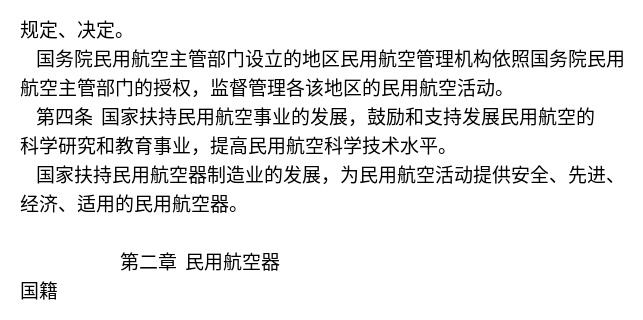 规定、决定。
国务院民用航空主管部门设立的地区民用航空管理机构依照国务院民用
航空主管部门的授权，监督管理各该地区的民用航空活动。
第四条 国家扶持民用航空事业的发展，鼓励和支持发展民用航空的
科学研究和教育事业，提高民用航空科学技术水平。
国家扶持民用航空器制造业的发展，为民用航空活动提供安全、先进、
经济、适用的民用航空器。
第二章 民用航空器
国籍